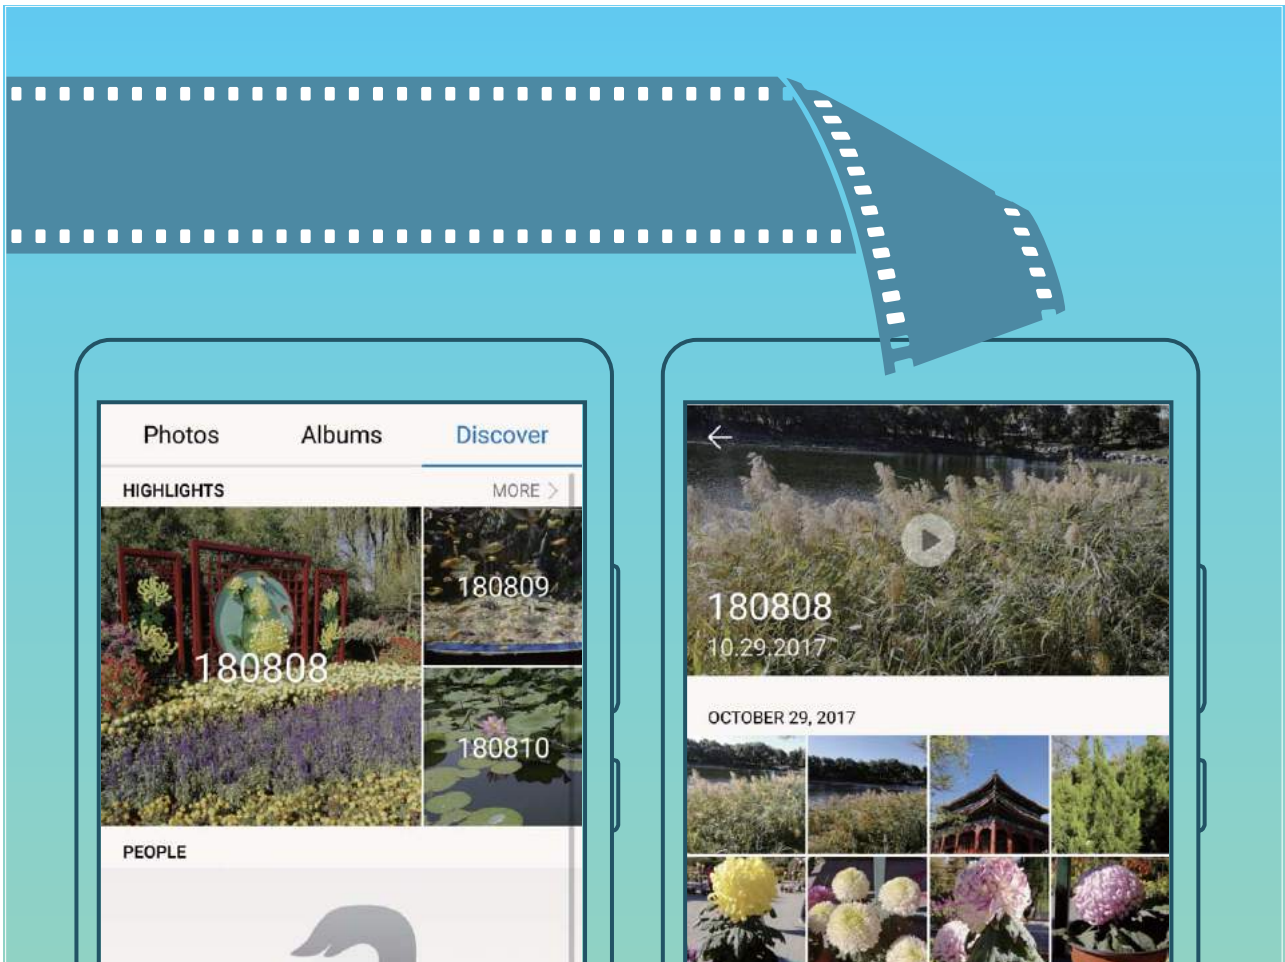 Photos Albums Discover
HIGHLIGHTS MORE
180808
180809
180810
PEOPLE
180808
10.29.2017
OCTOBER 29, 2017